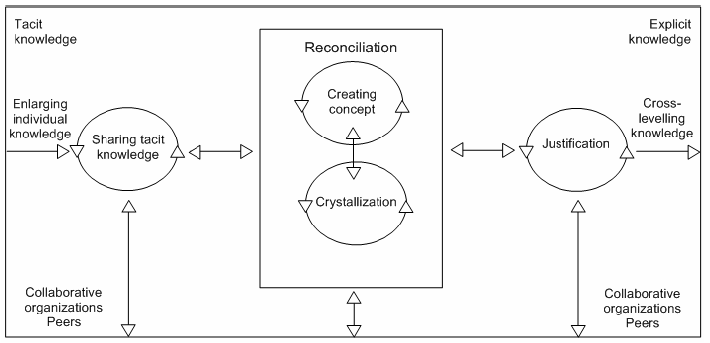 Tacit
knowledge
Explicit
knowledge
Reconciliation
Enlarging
individual
knowledge
Sharing tacit
knowledge
Creating
concept
Crystallization
Justification
Cross-
levelling
knowledge
Collaborative
organizations
Peers
Collaborative
organizations
Peers